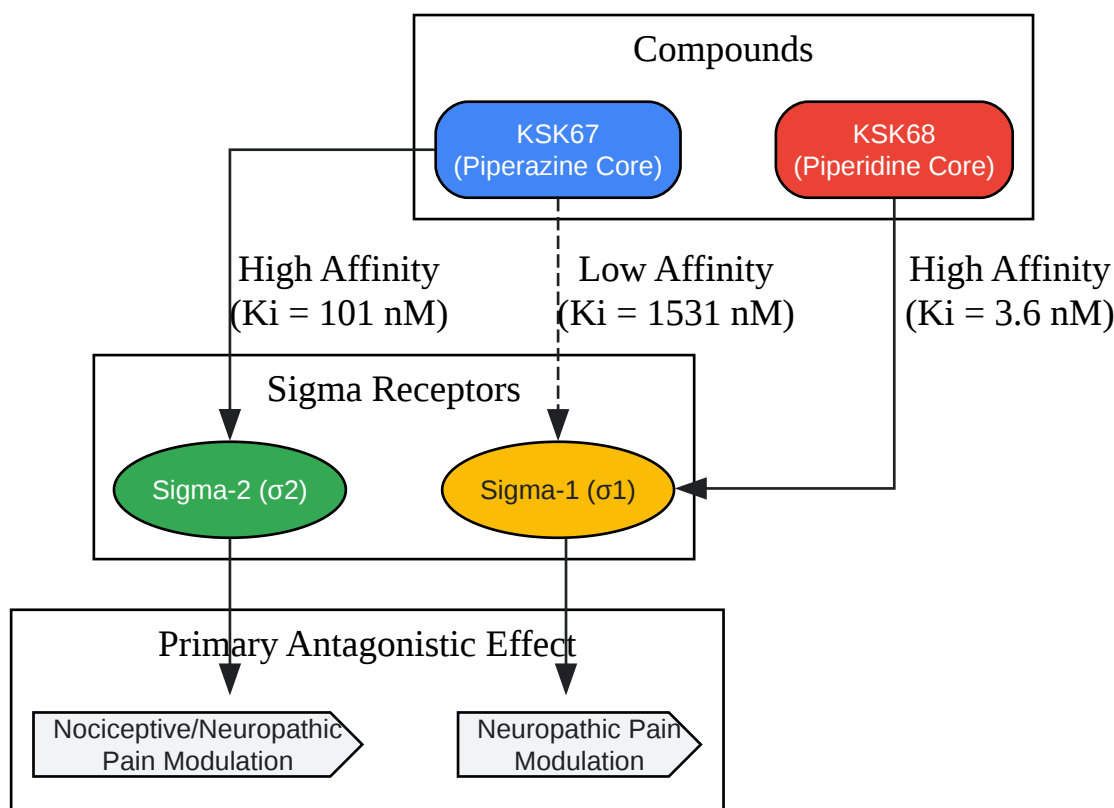 Compounds
KSK67
(Piperazine Core)
KSK68
(Piperidine Core)
High Affinity
(Ki = 101 nM)
Low Affinity
(Ki = 1531 nM)
High Affinity
(Ki = 3.6 nM)
Sigma Receptors
Sigma-2 (σ2)
Sigma-1 (σ1)
Primary Antagonistic Effect
Nociceptive/Neuropathic
Pain Modulation
Neuropathic Pain
Modulation